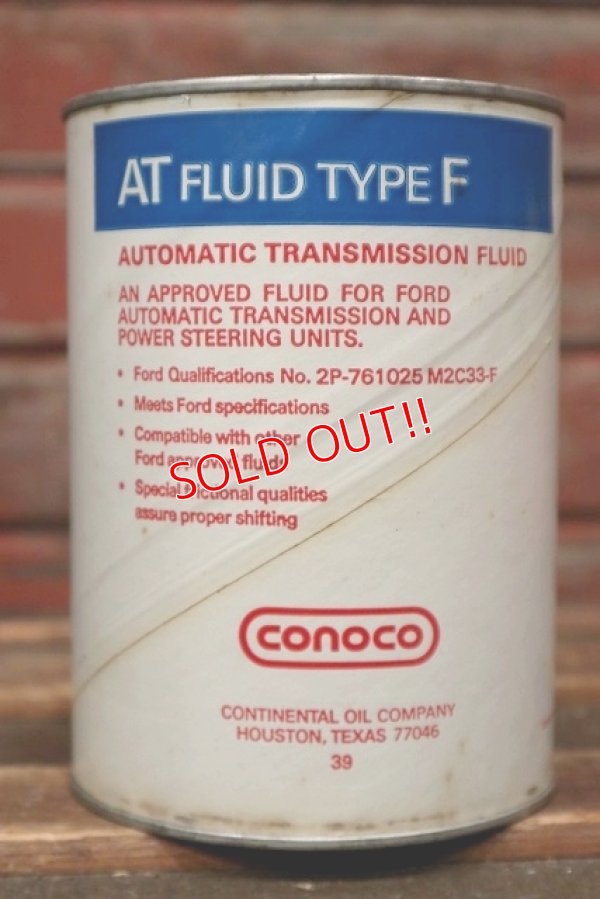 AT FLUID TYPE F
AUTOMATIC TRANSMISSION FLUID
AN APPROVED FLUID FOR FORD
AUTOMATIC TRANSMISSION AND
POWER STEERING UNITS.
• Ford Qualifications No. 2P-761025 M2C33-F
• Meets Ford specifications
• Compatible with other
Ford approved fluids
• Special frictional qualities
assure proper shifting
SOLD OUT!!
conoco
CONTINENTAL OIL COMPANY
HOUSTON, TEXAS 77046
39